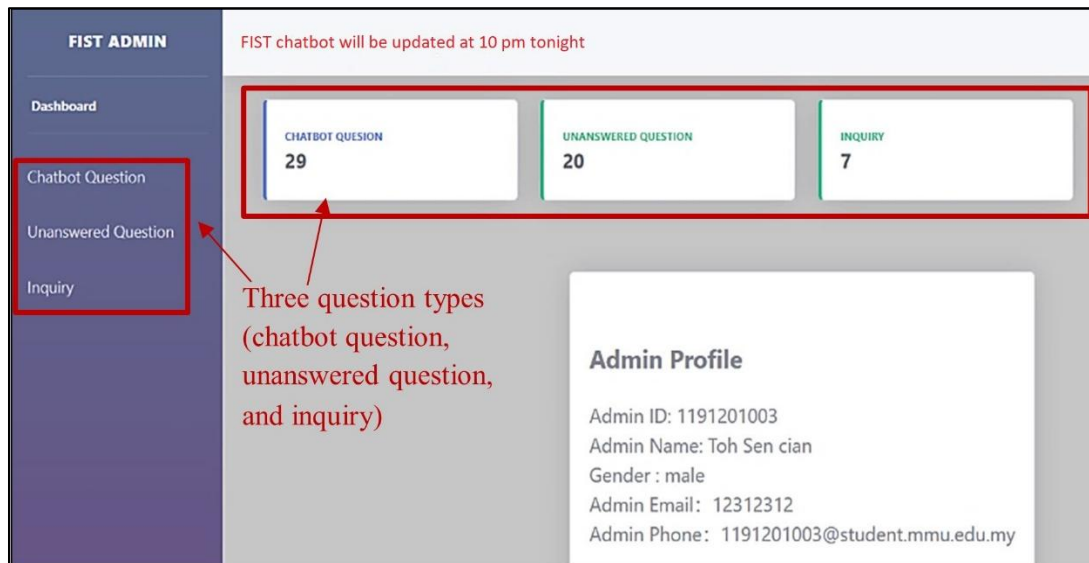 FIST ADMIN
FIST chatbot will be updated at 10 pm tonight
Dashboard
Chatbot Question
Unanswered Question
Inquiry
CHATBOT QUESION
29
UNANSWERED QUESTION
20
INQUIRY
7
Three question types
(chatbot question,
unanswered question,
and inquiry)
Admin Profile
Admin ID: 1191201003
Admin Name: Toh Sen cian
Gender : male
Admin Email: 12312312
Admin Phone: 1191201003@student.mmu.edu.my